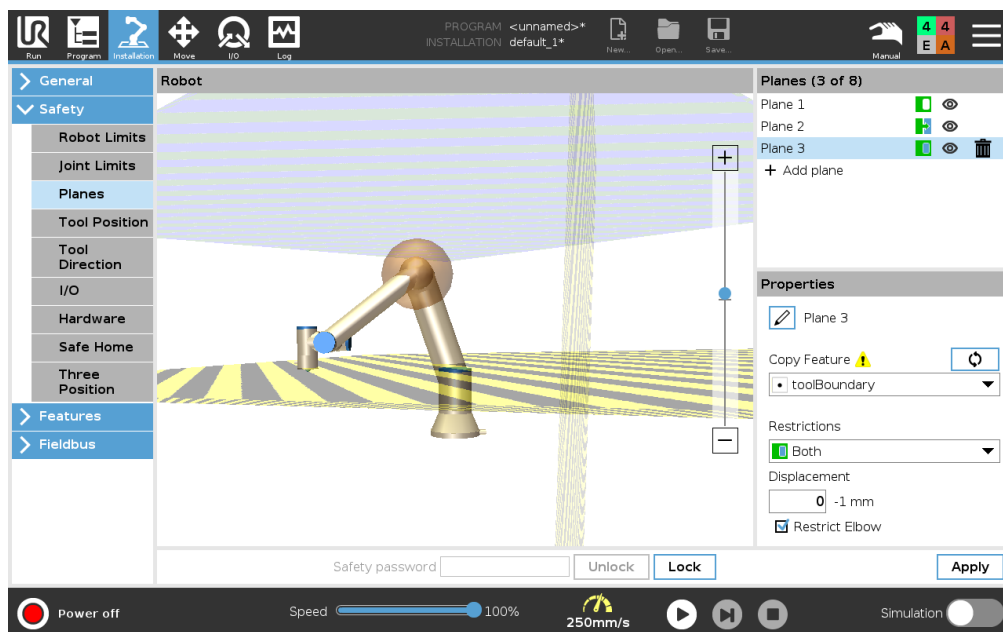 PROGRAM <unnamed>*
INSTALLATION default_1*
Run
Program
Installation
Move
I/O
Log
New...
Open...
Save...
Manual
4 4
E A
General
Safety
Robot Limits
Joint Limits
Planes
Tool Position
Tool
Direction
I/O
Hardware
Safe Home
Three
Position
Features
Fieldbus
Robot
Planes (3 of 8)
Plane 1
Plane 2
Plane 3
+ Add plane
Properties
Plane 3
Copy Feature
toolBoundary
Restrictions
Both
Displacement
0 -1 mm
Restrict Elbow
Safety password
Unlock
Lock
Apply
Power off
Speed
100%
250mm/s
Simulation